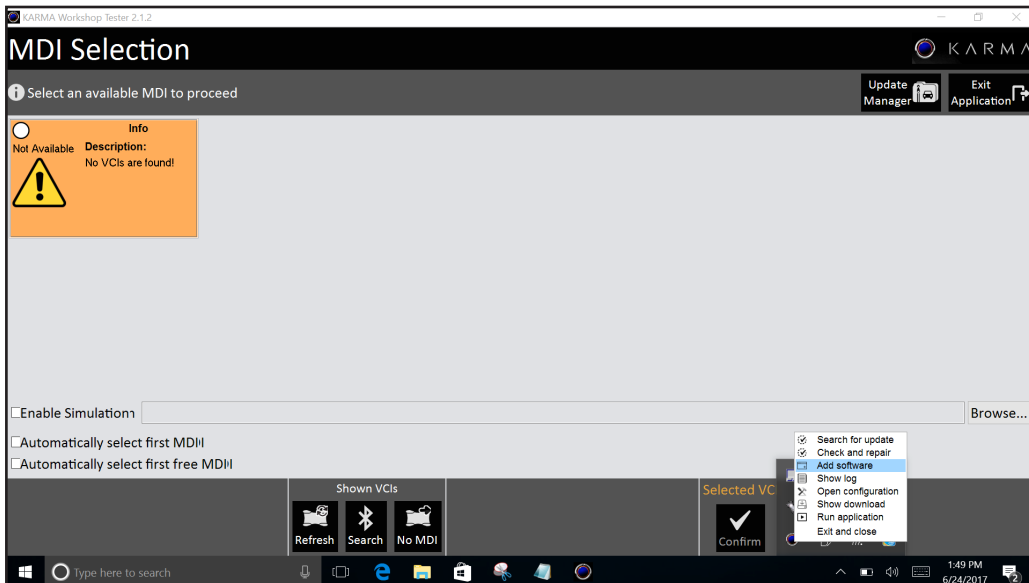 KARMA Workshop Tester 2.1.2
MDI Selection
KARMA
Select an available MDI to proceed
Update
Manager
Exit
Application
Info
Not Available
Description:
No VCIs are found!
Enable Simulation
Browse...
Automatically select first MDI
Automatically select first free MDI
Search for update
Check and repair
Add software
Show log
Open configuration
Show download
Run application
Exit and close
Shown VCIs
Refresh
Search
No MDI
Selected VC
Confirm
Type here to search
1:49 PM
6/24/2017
2